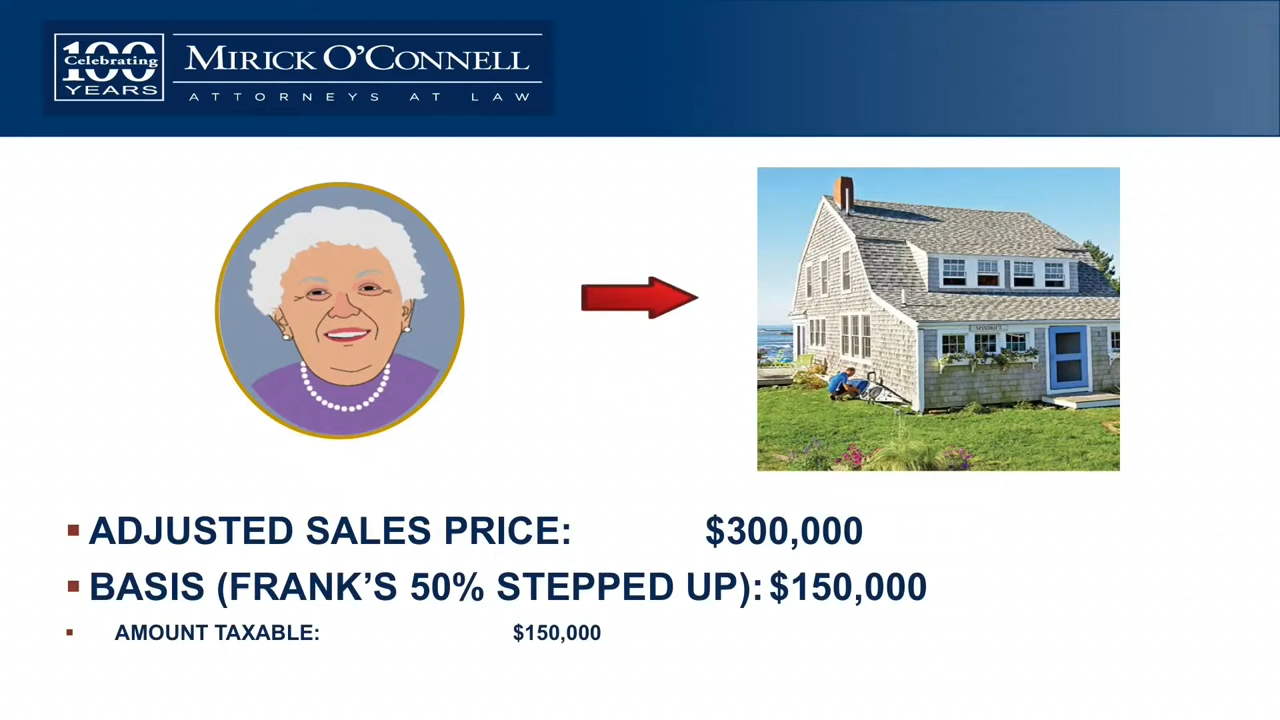 100
Celebrating
YEARS
MIRICK O'CONNELL
ATTORNEYS AT LAW
ADJUSTED SALES PRICE: $300,000
BASIS (FRANK’S 50% STEPPED UP): $150,000
AMOUNT TAXABLE: $150,000